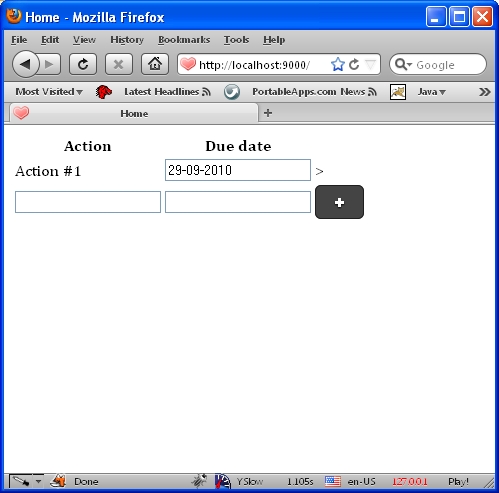 Home - Mozilla Firefox
File Edit View History Bookmarks Tools Help
http://localhost:9000/ Google
Most Visited Latest Headlines PortableApps.com News Java
Home
Action Due date
Action #1 29-09-2010 >
+
Done YSlow 1.105s en-US 127.0.0.1 Play!